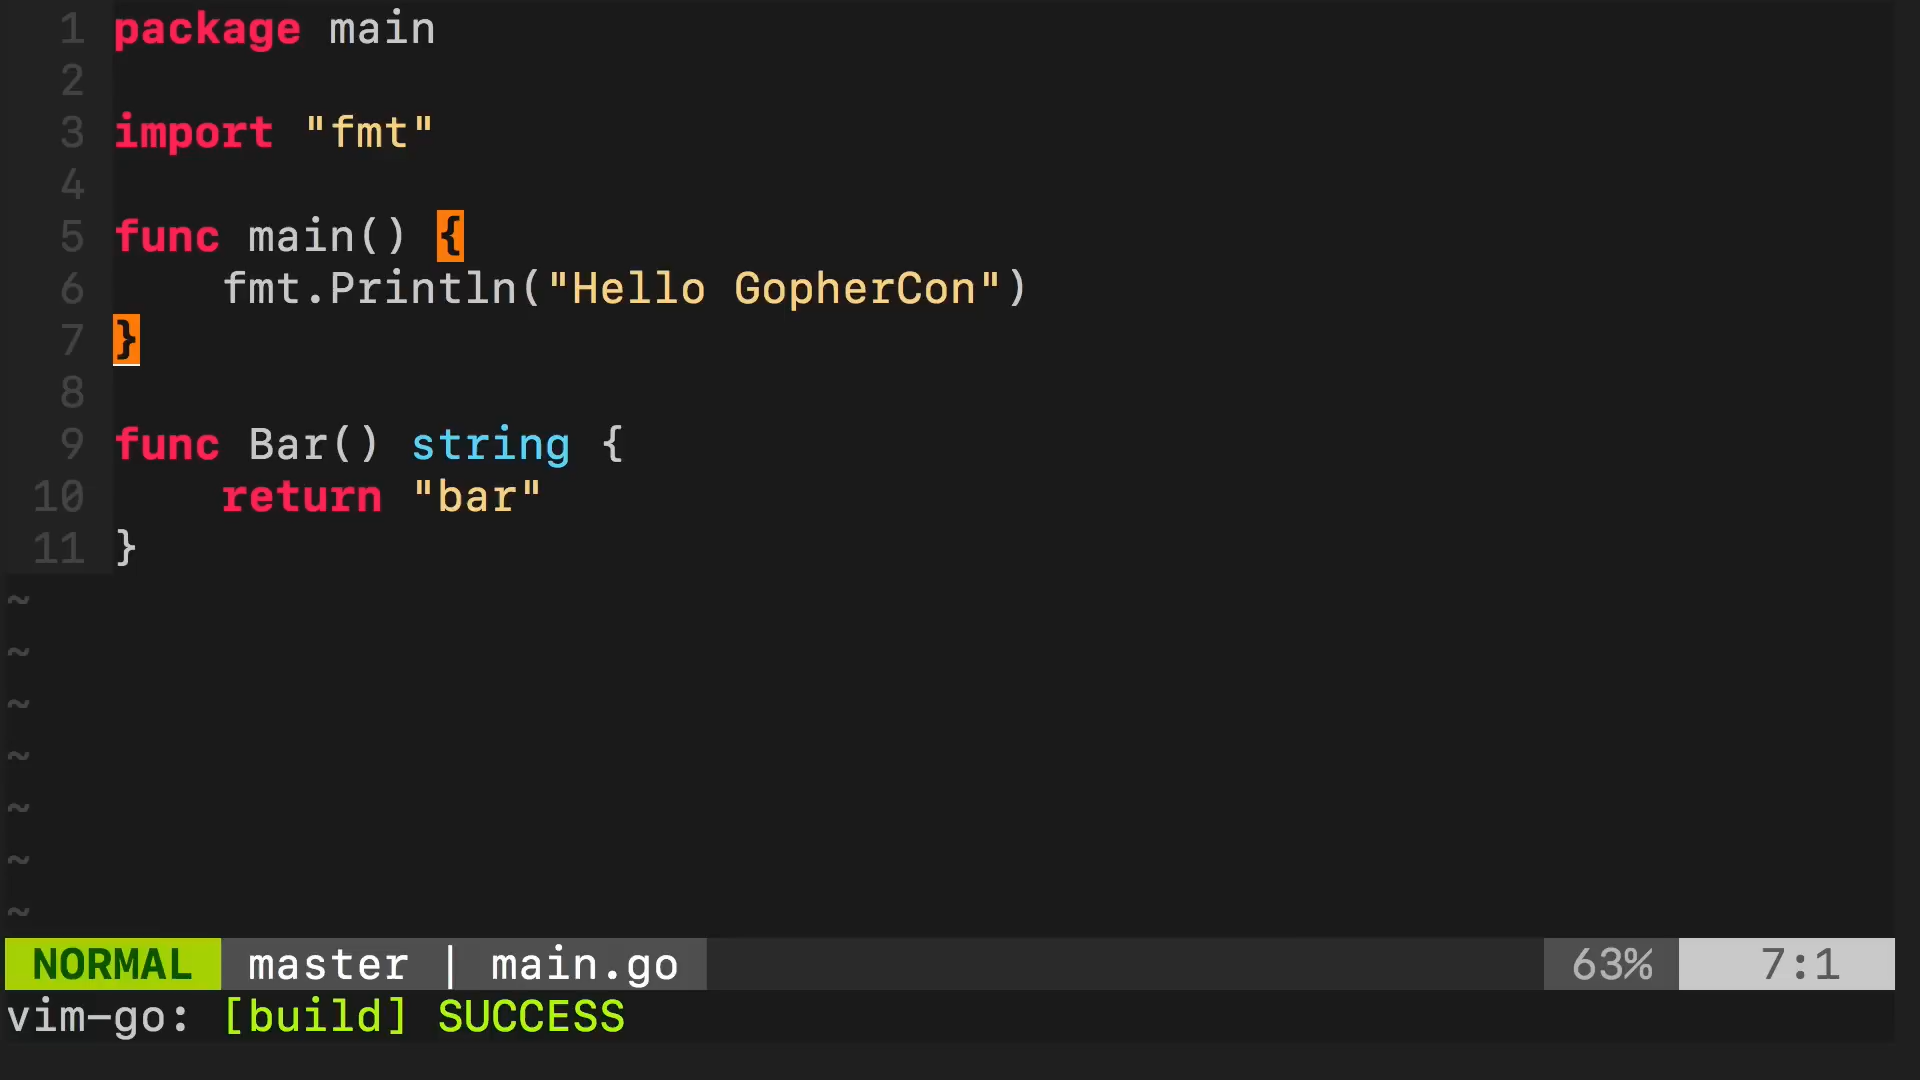 1 package main
2
3 import "fmt"
4
5 func main() {
6     fmt.Println("Hello GopherCon")
7 }
8
9 func Bar() string {
10     return "bar"
11 }
~
~
~
~
~
~
~
NORMAL master | main.go 63% 7:1
vim-go: [build] SUCCESS